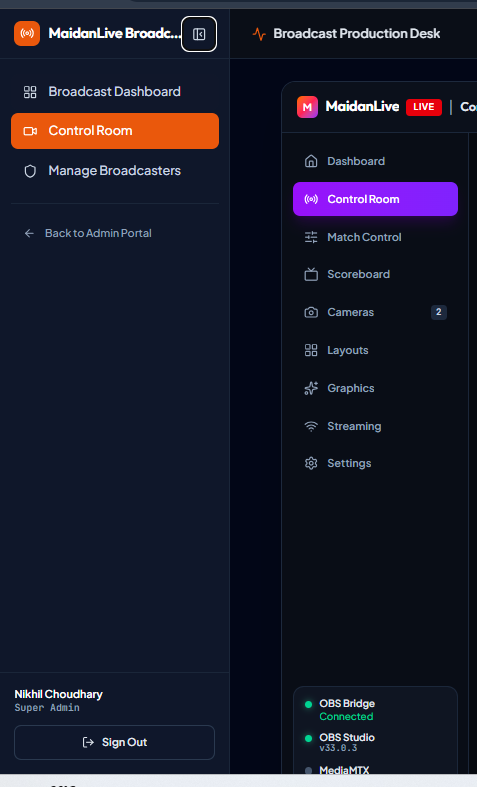 MaidanLive Broadc...
Broadcast Dashboard
Control Room
Manage Broadcasters
Back to Admin Portal
Nikhil Choudhary
Super Admin
Sign Out
Broadcast Production Desk
M MaidanLive LIVE Co
Dashboard
Control Room
Match Control
Scoreboard
Cameras 2
Layouts
Graphics
Streaming
Settings
OBS Bridge
Connected
OBS Studio
v33.0.3
MediaMTX